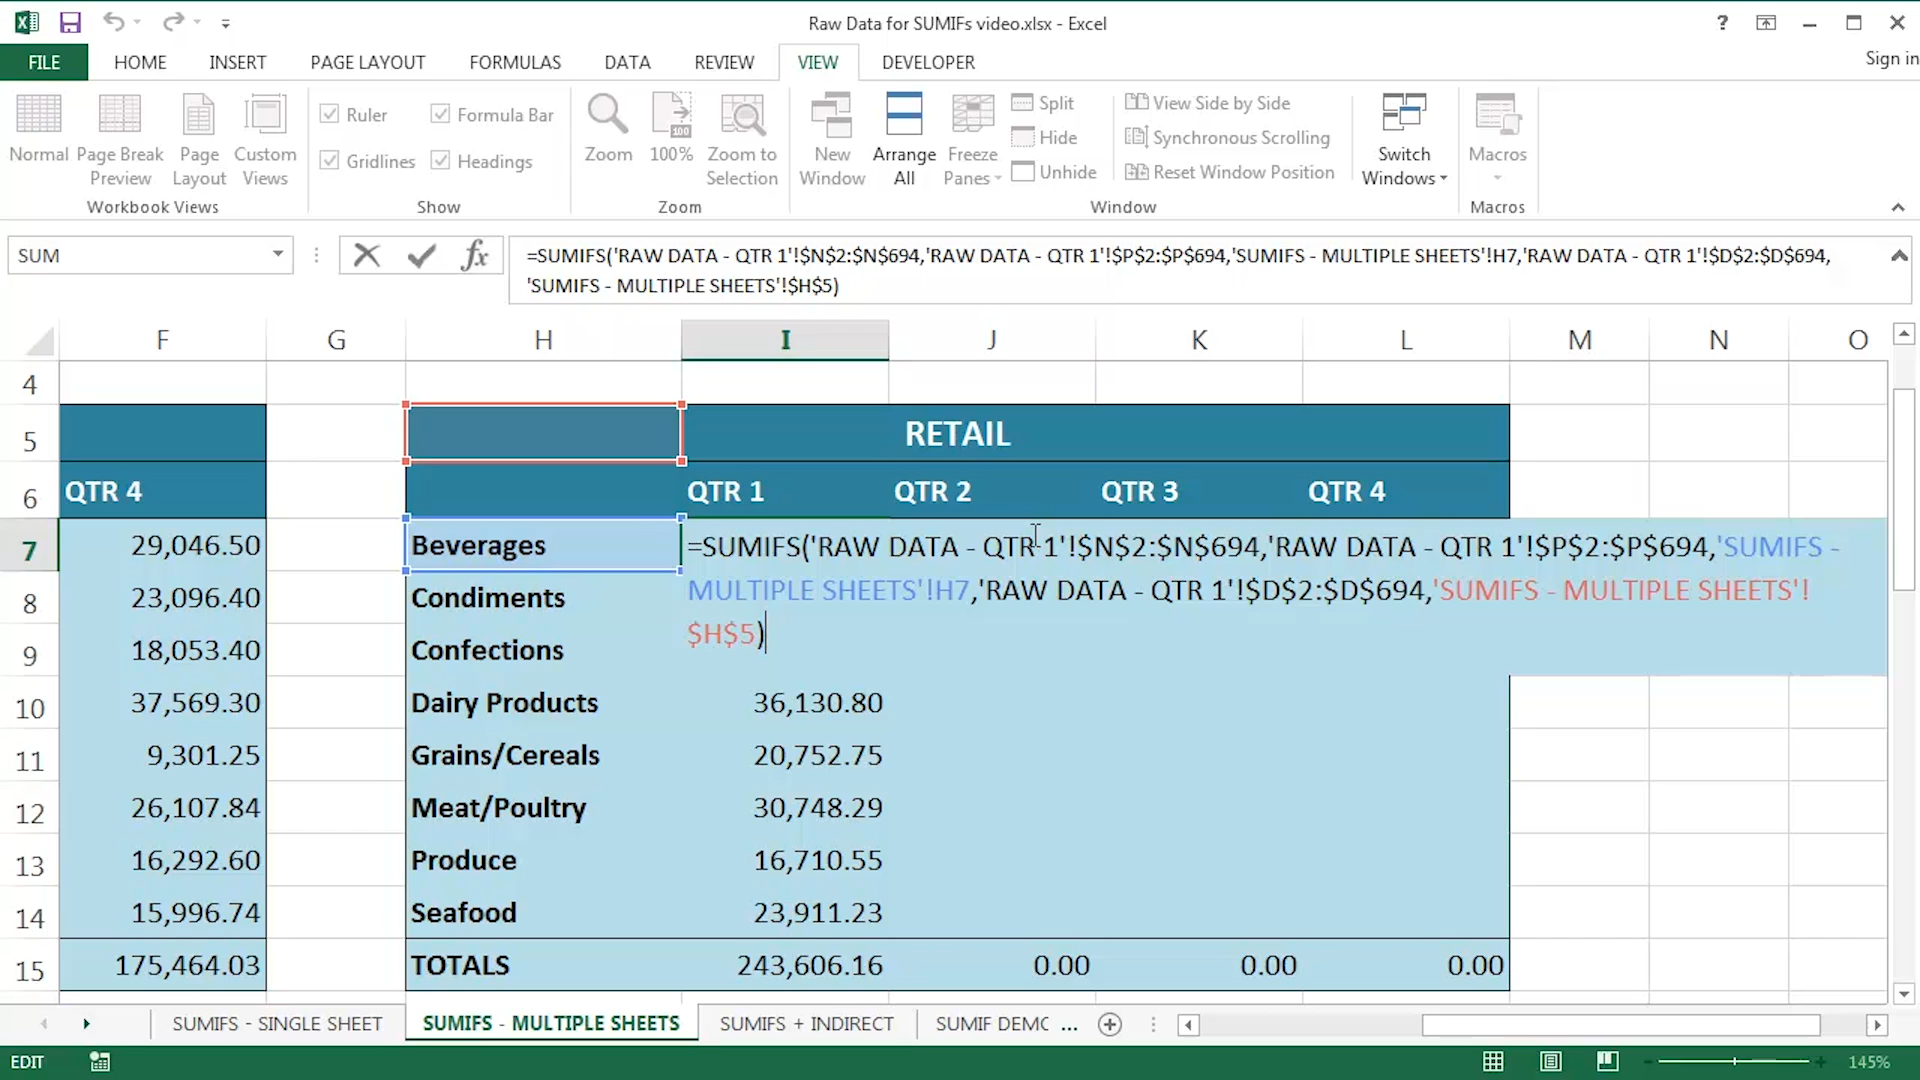 Raw Data for SUMIFs video.xlsx - Excel
?
FILE HOME INSERT PAGE LAYOUT FORMULAS DATA REVIEW VIEW DEVELOPER Sign in
Normal
Page Break Preview
Page Layout
Custom Views
Workbook Views
Ruler
Formula Bar
Gridlines
Headings
Show
Zoom
100
100%
Zoom to Selection
Zoom
New Window
Arrange All
Freeze Panes
Split
Hide
Unhide
View Side by Side
Synchronous Scrolling
Reset Window Position
Window
Switch Windows
Macros
Macros
SUM
fx
=SUMIFS('RAW DATA - QTR 1'!$N$2:$N$694,'RAW DATA - QTR 1'!$P$2:$P$694,'SUMIFS - MULTIPLE SHEETS'!H7,'RAW DATA - QTR 1'!$D$2:$D$694,
'SUMIFS - MULTIPLE SHEETS'!$H$5)
F G H I J K L M N O
4
5 RETAIL
6 QTR 4 QTR 1 QTR 2 QTR 3 QTR 4
7 29,046.50 Beverages =SUMIFS('RAW DATA - QTR 1'!$N$2:$N$694,'RAW DATA - QTR 1'!$P$2:$P$694,'SUMIFS -
8 23,096.40 Condiments MULTIPLE SHEETS'!H7,'RAW DATA - QTR 1'!$D$2:$D$694,'SUMIFS - MULTIPLE SHEETS'!
9 18,053.40 Confections $H$5)
10 37,569.30 Dairy Products 36,130.80
11 9,301.25 Grains/Cereals 20,752.75
12 26,107.84 Meat/Poultry 30,748.29
13 16,292.60 Produce 16,710.55
14 15,996.74 Seafood 23,911.23
15 175,464.03 TOTALS 243,606.16 0.00 0.00 0.00
SUMIFS - SINGLE SHEET SUMIFS - MULTIPLE SHEETS SUMIFS + INDIRECT SUMIF DEMO ...
EDIT 145%